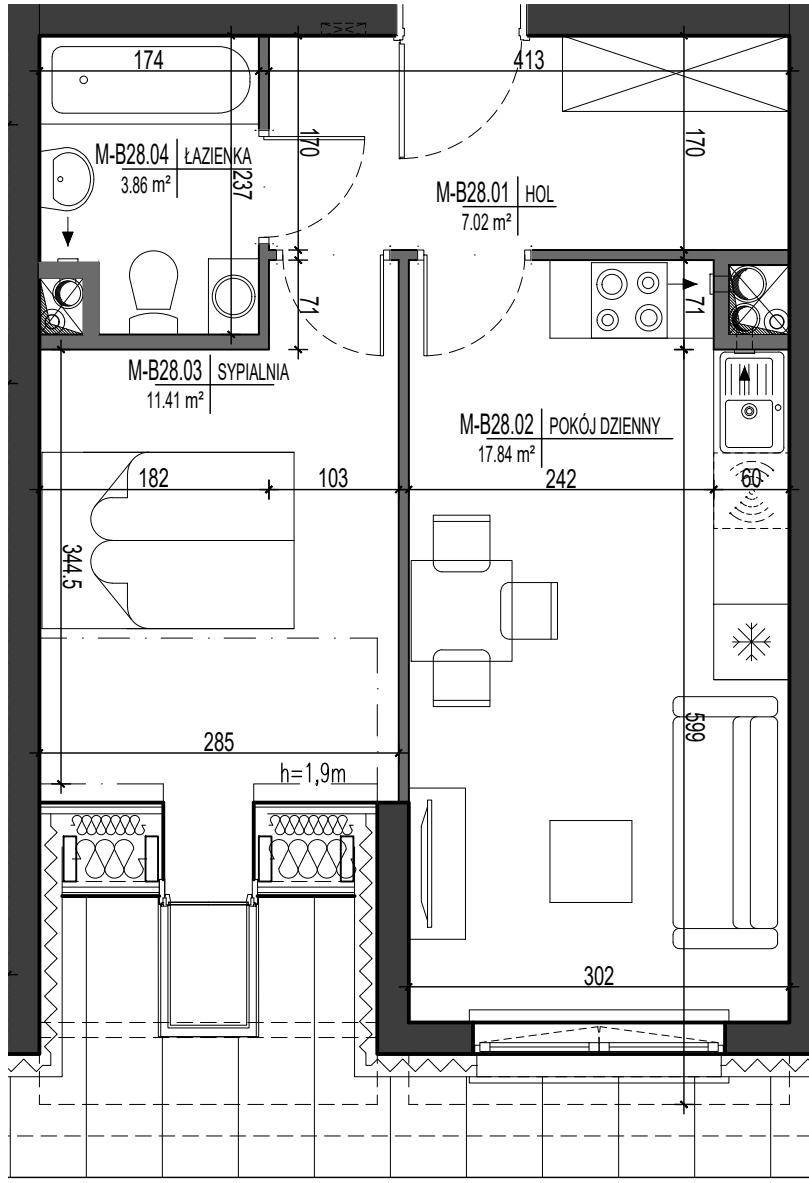 174
413
M-B28.04 ŁAZIENKA
3.86 m²
237
170
170
M-B28.01 HOL
7.02 m²
71
71
M-B28.03 SYPIALNIA
11.41 m²
M-B28.02 POKÓJ DZIENNY
17.84 m²
182
103
242
60
344.5
599
285
h=1,9m
302